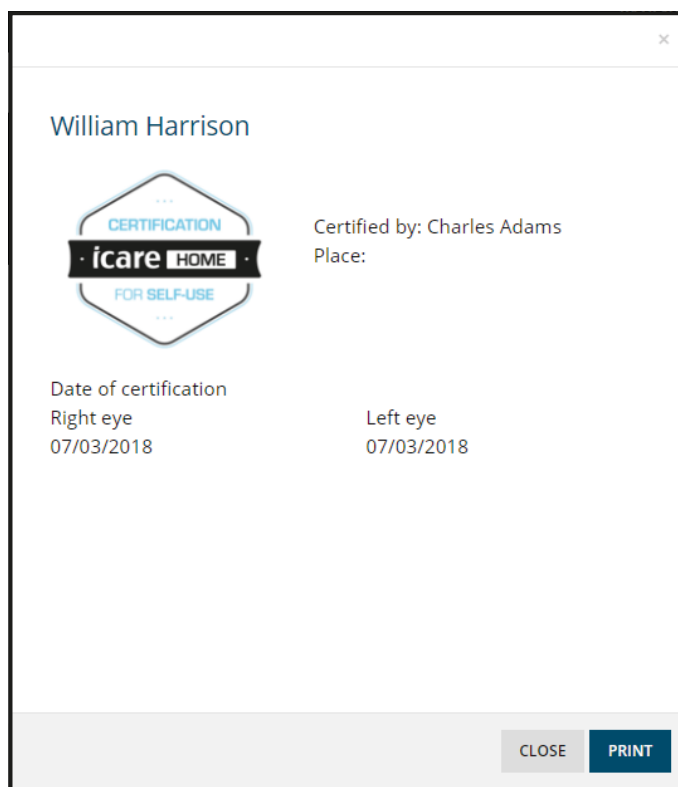 ×
William Harrison
CERTIFICATION
· icare HOME ·
FOR SELF-USE
Certified by: Charles Adams
Place:
Date of certification
Right eye
Left eye
07/03/2018
07/03/2018
CLOSE
PRINT